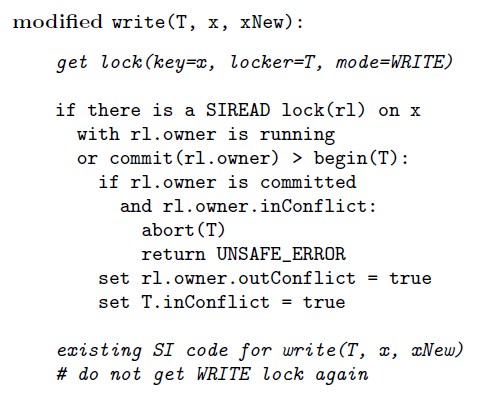 modified write(T, x, xNew):
get lock(key=x, locker=T, mode=WRITE)
if there is a SIREAD lock(rl) on x
with rl.owner is running
or commit(rl.owner) > begin(T):
if rl.owner is committed
and rl.owner.inConflict:
abort(T)
return UNSAFE_ERROR
set rl.owner.outConflict = true
set T.inConflict = true
existing SI code for write(T, x, xNew)
# do not get WRITE lock again